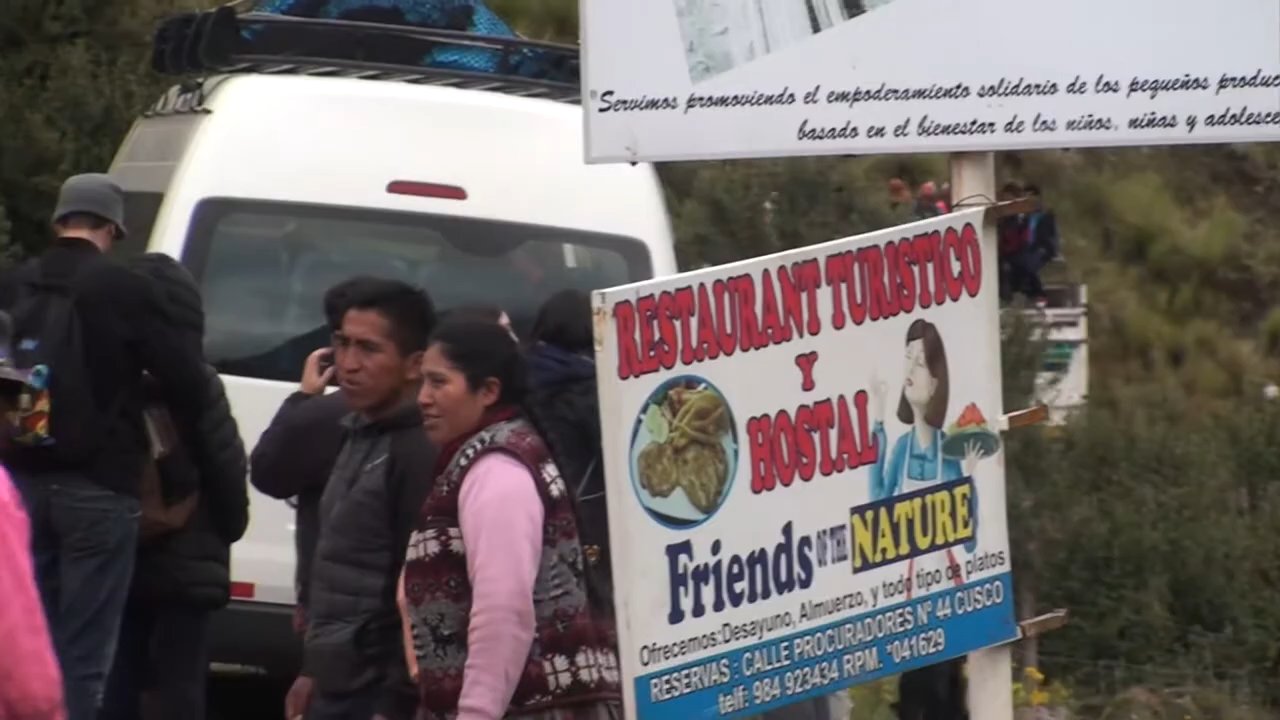 "Servimos promoviendo el empoderamiento solidario de los pequeños
basado en el bienestar de los niños, niñas y
RESTAURANT TURISTICO
Y
HOSTAL
Friends OF THE NATURE
Ofrecemos:Desayuno, Almuerzo, y todo tipo de platos
RESERVAS : CALLE PROCURADORES Nº 44 CUSCO
telf: 984 923434 RPM. *041629